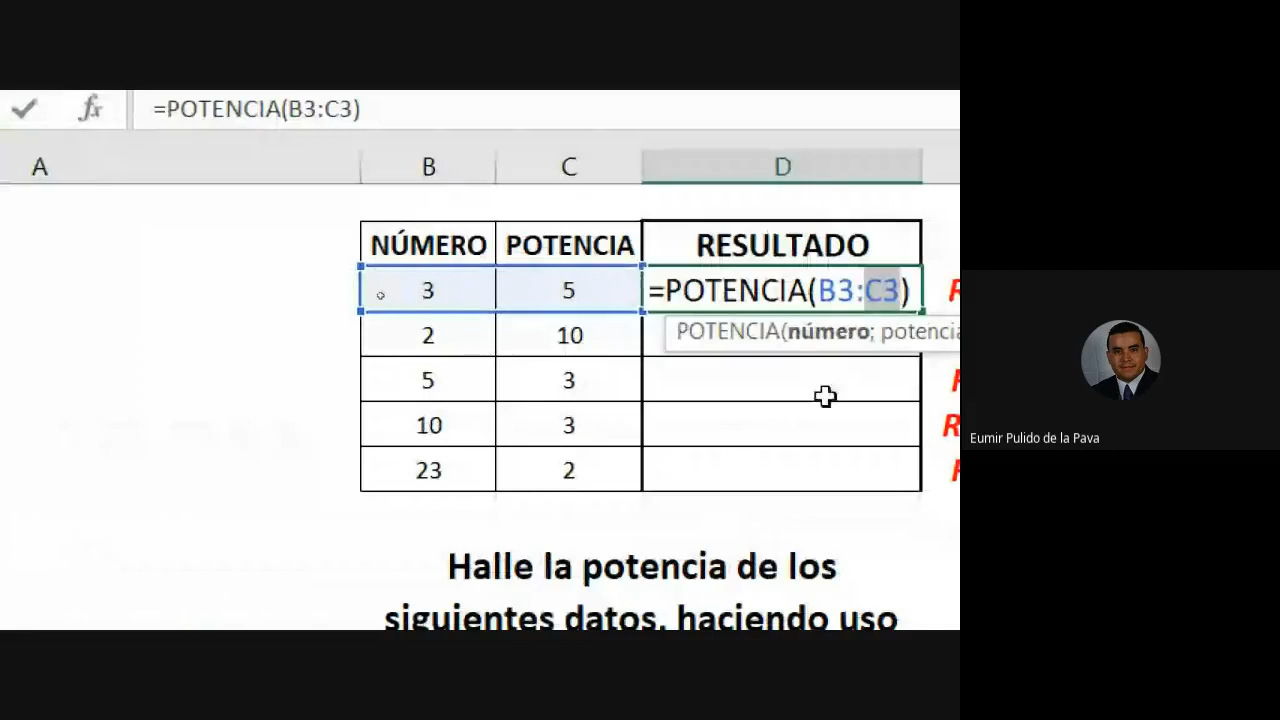 =POTENCIA(B3:C3)
A B C D
NÚMERO POTENCIA RESULTADO
3 5 =POTENCIA(B3:C3) R
2 10 POTENCIA(número; potencia
5 3
10 3 R
23 2
Halle la potencia de los
siguientes datos, haciendo uso
Eumir Pulido de la Pava